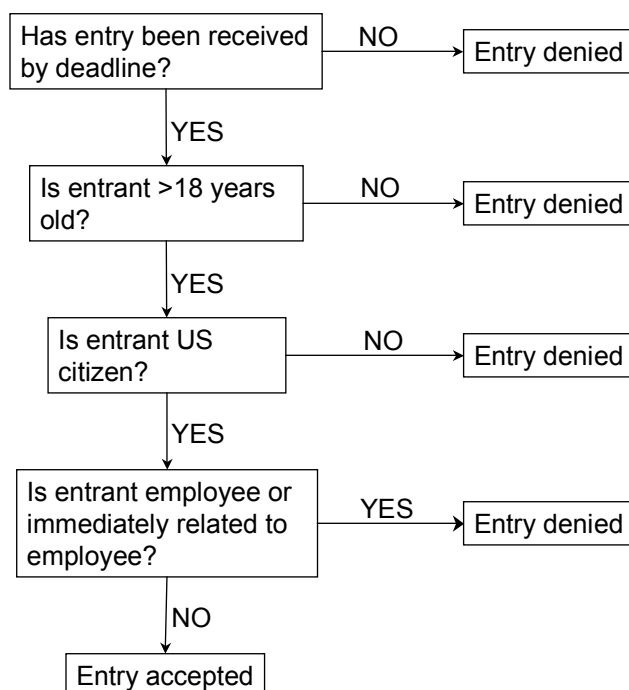 Has entry been received
by deadline?
NO
Entry denied
YES
Is entrant >18 years
old?
NO
Entry denied
YES
Is entrant US
citizen?
NO
Entry denied
YES
Is entrant employee or
immediately related to
employee?
YES
Entry denied
NO
Entry accepted